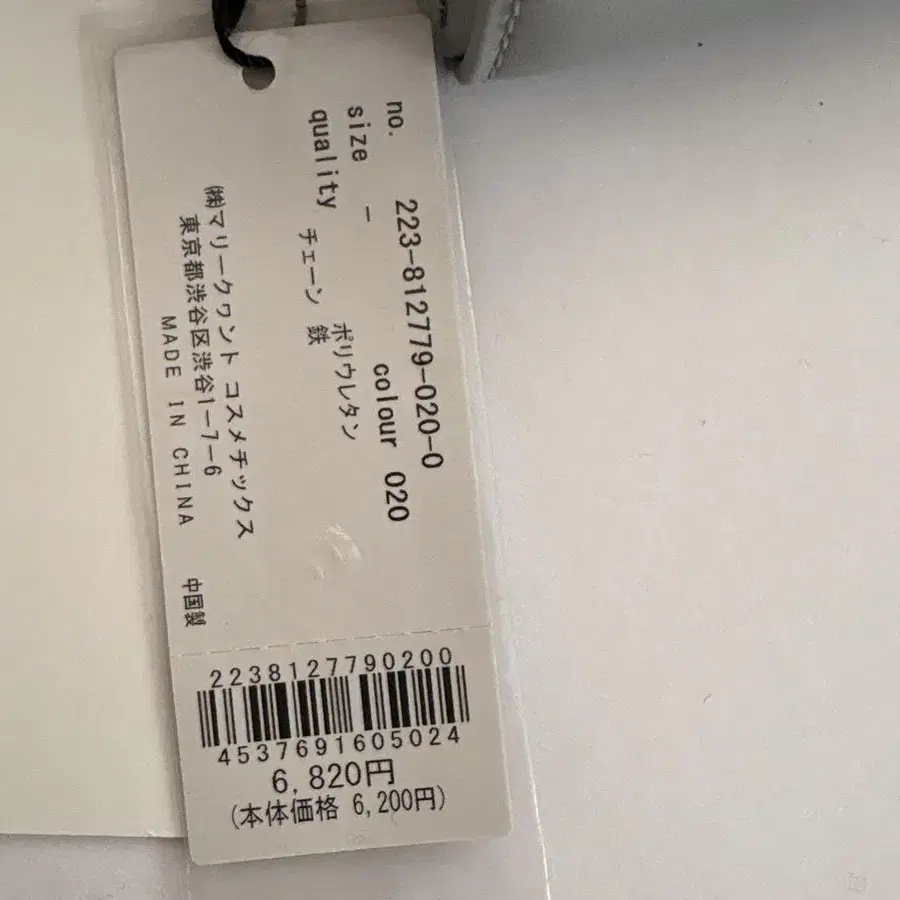 no. 223-812779-020-0
size - colour 020
quality ポリウレタン
チェーン 鉄
㈱マリークヮント コスメチックス
東京都渋谷区渋谷1-7-6
MADE IN CHINA 中国製
2238127790200
4537691605024
6,820円
(本体価格 6,200円)